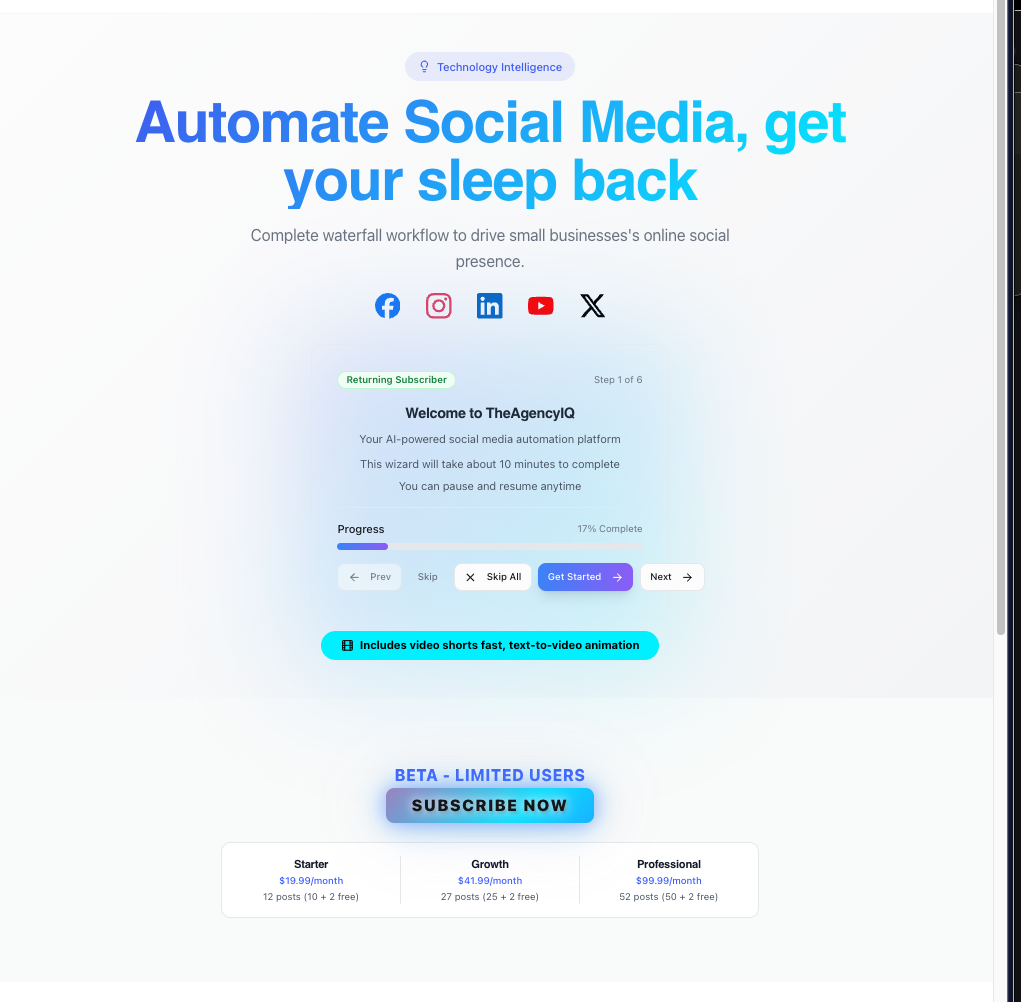 Technology Intelligence
Automate Social Media, get
your sleep back
Complete waterfall workflow to drive small businesses's online social
presence.
Returning Subscriber
Step 1 of 6
Welcome to TheAgencyIQ
Your AI-powered social media automation platform
This wizard will take about 10 minutes to complete
You can pause and resume anytime
Progress
17% Complete
Prev
Skip
Skip All
Get Started
Next
Includes video shorts fast, text-to-video animation
BETA - LIMITED USERS
SUBSCRIBE NOW
Starter
$19.99/month
12 posts (10 + 2 free)
Growth
$41.99/month
27 posts (25 + 2 free)
Professional
$99.99/month
52 posts (50 + 2 free)